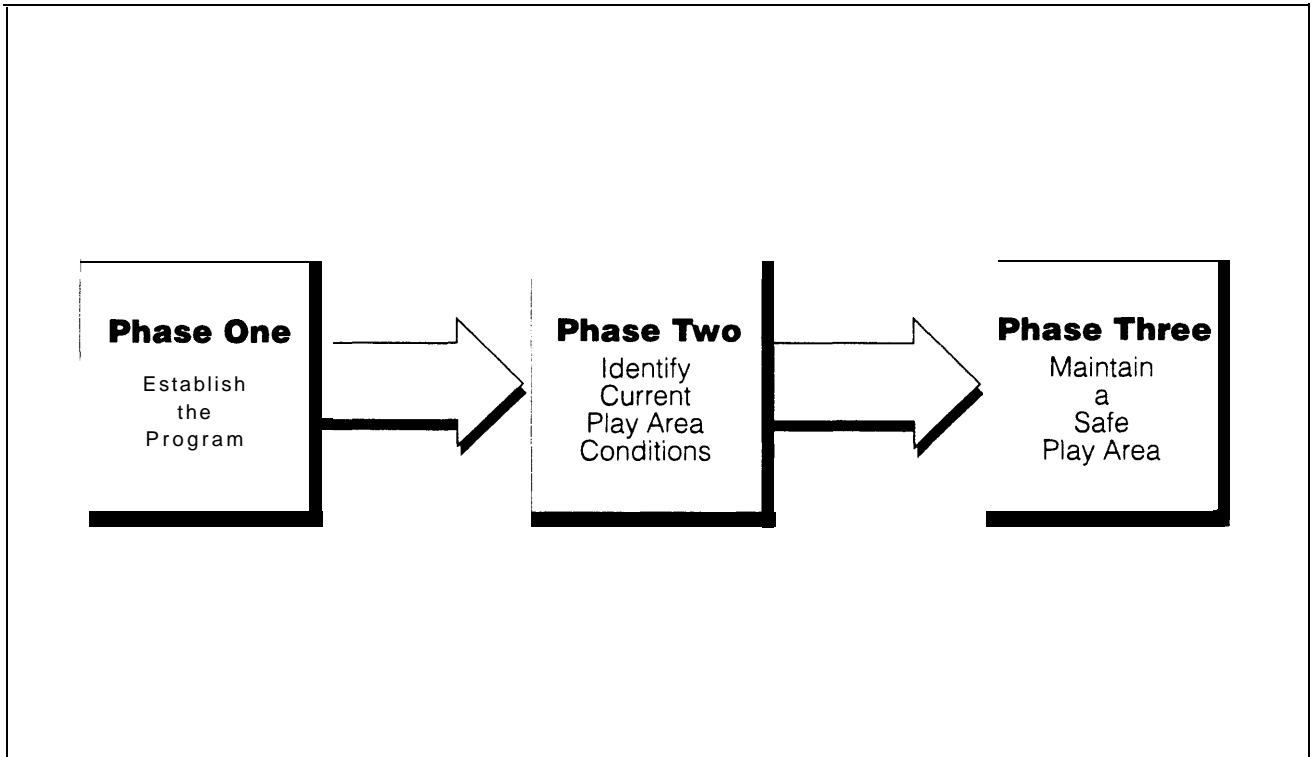 Phase One
Establish
the
Program
Phase Two
Identify
Current
Play Area
Conditions
Phase Three
Maintain
a
Safe
Play Area